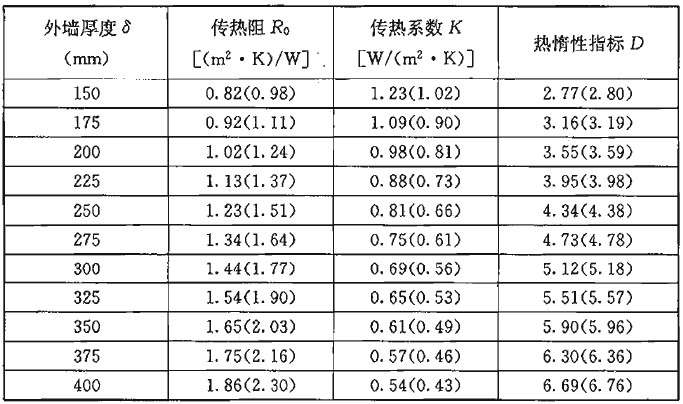 外墙厚度 δ 传热阻 R₀ 传热系数 K 热惰性指标 D
(mm) [(m²·K)/W] [W/(m²·K)]
150 0.82(0.98) 1.23(1.02) 2.77(2.80)
175 0.92(1.11) 1.09(0.90) 3.16(3.19)
200 1.02(1.24) 0.98(0.81) 3.55(3.59)
225 1.13(1.37) 0.88(0.73) 3.95(3.98)
250 1.23(1.51) 0.81(0.66) 4.34(4.38)
275 1.34(1.64) 0.75(0.61) 4.73(4.78)
300 1.44(1.77) 0.69(0.56) 5.12(5.18)
325 1.54(1.90) 0.65(0.53) 5.51(5.57)
350 1.65(2.03) 0.61(0.49) 5.90(5.96)
375 1.75(2.16) 0.57(0.46) 6.30(6.36)
400 1.86(2.30) 0.54(0.43) 6.69(6.76)